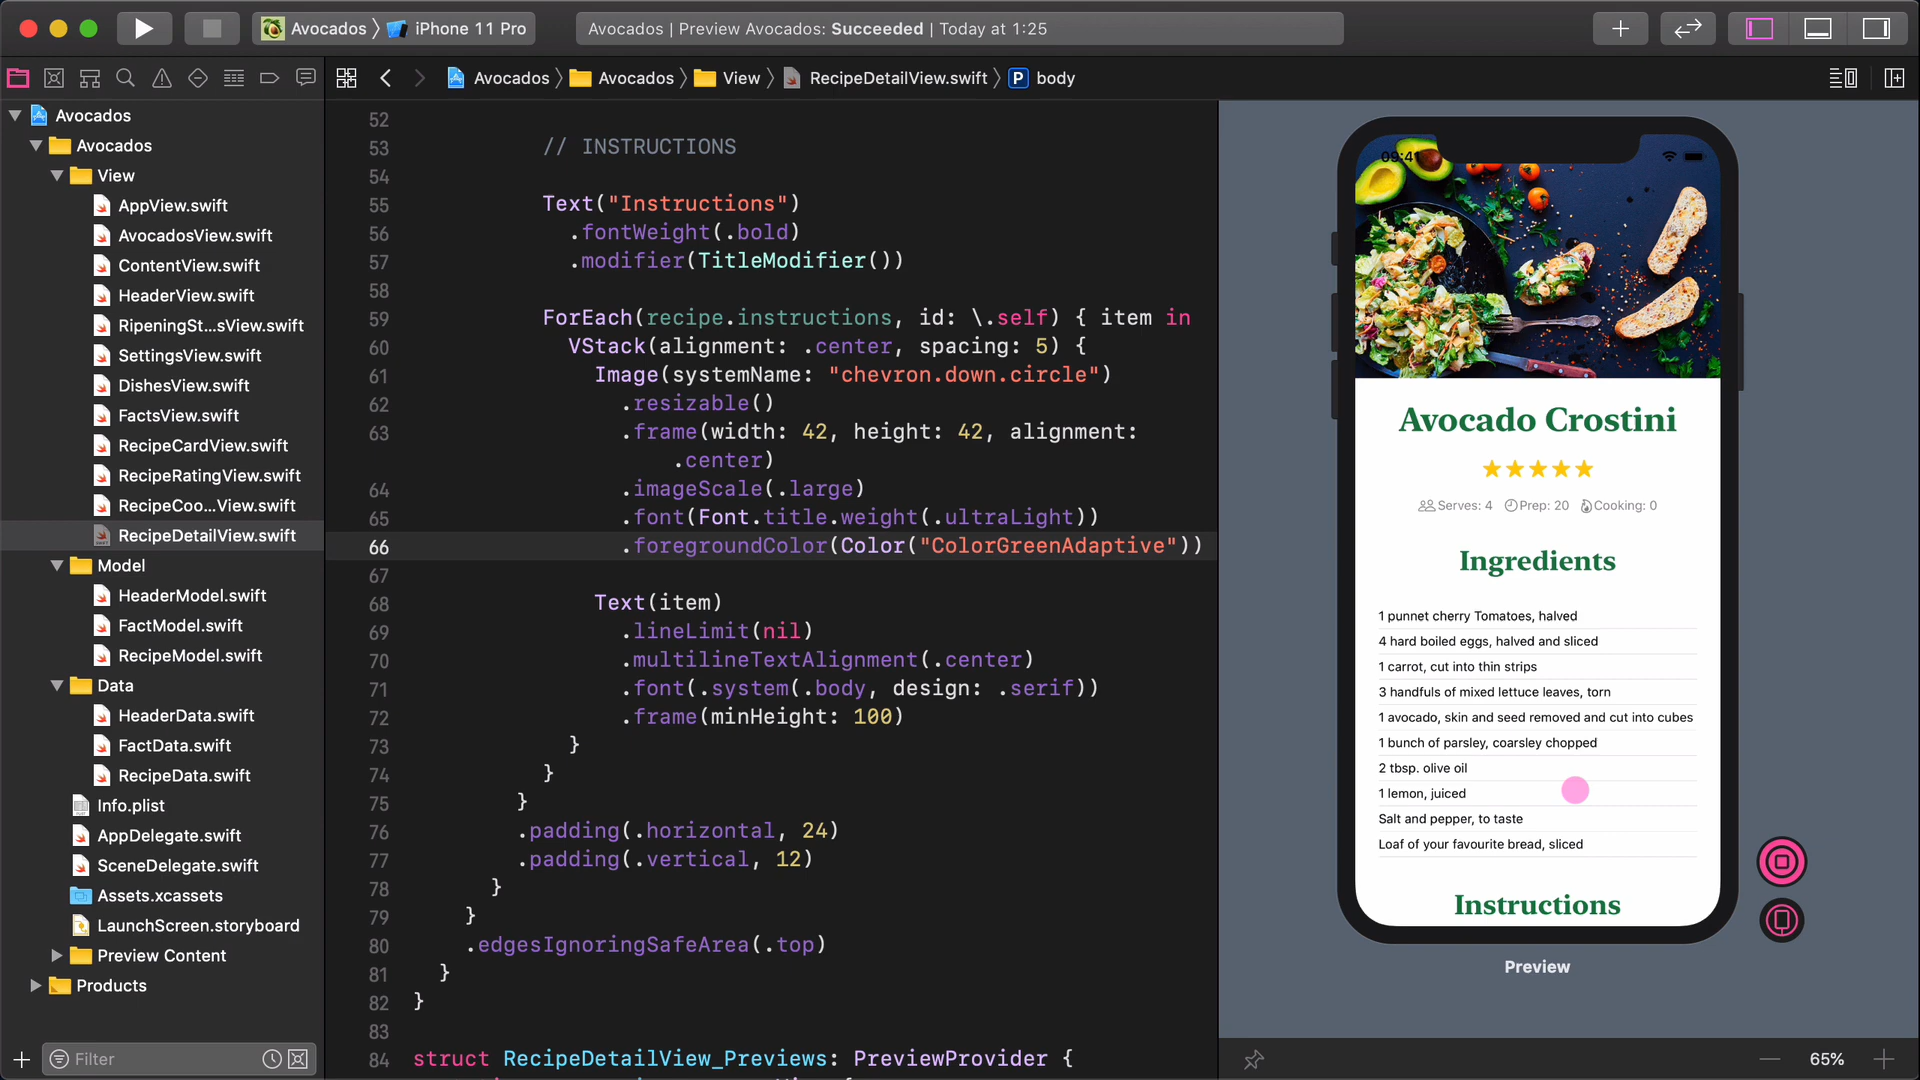 Avocados 〉 iPhone 11 Pro
Avocados | Preview Avocados: Succeeded | Today at 1:25
Avocados 〉 Avocados 〉 View 〉 RecipeDetailView.swift 〉 P body
Avocados
Avocados
View
AppView.swift
AvocadosView.swift
ContentView.swift
HeaderView.swift
RipeningSt...sView.swift
SettingsView.swift
DishesView.swift
FactsView.swift
RecipeCardView.swift
RecipeRatingView.swift
RecipeCoo...View.swift
RecipeDetailView.swift
Model
HeaderModel.swift
FactModel.swift
RecipeModel.swift
Data
HeaderData.swift
FactData.swift
RecipeData.swift
Info.plist
AppDelegate.swift
SceneDelegate.swift
Assets.xcassets
LaunchScreen.storyboard
Preview Content
Products
Filter
52
53 // INSTRUCTIONS
54
55 Text("Instructions")
56 .fontWeight(.bold)
57 .modifier(TitleModifier())
58
59 ForEach(recipe.instructions, id: \.self) { item in
60 VStack(alignment: .center, spacing: 5) {
61 Image(systemName: "chevron.down.circle")
62 .resizable()
63 .frame(width: 42, height: 42, alignment:
.center)
64 .imageScale(.large)
65 .font(Font.title.weight(.ultraLight))
66 .foregroundColor(Color("ColorGreenAdaptive"))
67
68 Text(item)
69 .lineLimit(nil)
70 .multilineTextAlignment(.center)
71 .font(.system(.body, design: .serif))
72 .frame(minHeight: 100)
73 }
74 }
75 }
76 .padding(.horizontal, 24)
77 .padding(.vertical, 12)
78 }
79 }
80 .edgesIgnoringSafeArea(.top)
81 }
82 }
83
84 struct RecipeDetailView_Previews: PreviewProvider {
09:41
Avocado Crostini
Serves: 4 Prep: 20 Cooking: 0
Ingredients
1 punnet cherry Tomatoes, halved
4 hard boiled eggs, halved and sliced
1 carrot, cut into thin strips
3 handfuls of mixed lettuce leaves, torn
1 avocado, skin and seed removed and cut into cubes
1 bunch of parsley, coarsley chopped
2 tbsp. olive oil
1 lemon, juiced
Salt and pepper, to taste
Loaf of your favourite bread, sliced
Instructions
Preview
65%